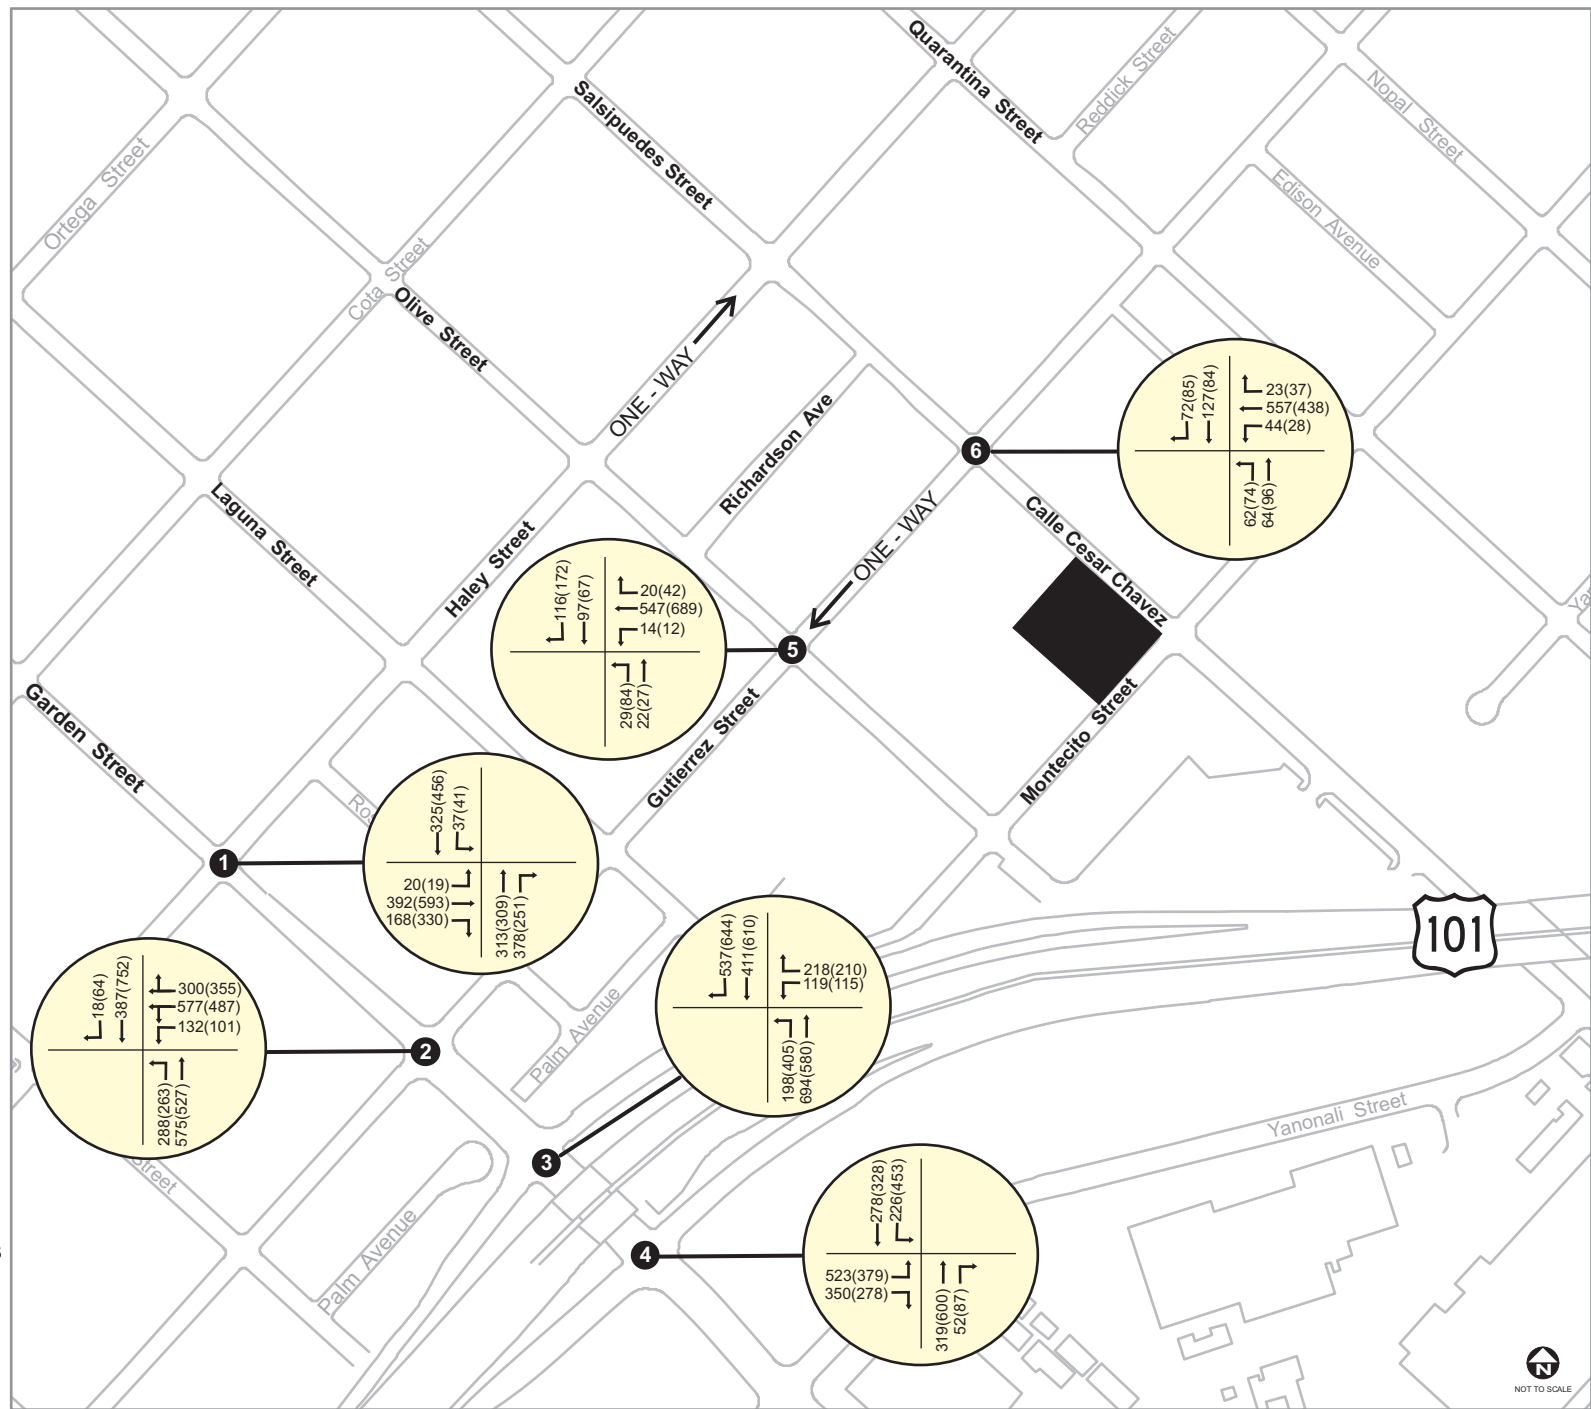 Quarantina Street
Reddick Street
Nopal Street
Salsipuedes Street
Ortega Street
Edison Avenue
Cota Street
Olive Street
ONE - WAY
Richardson Ave
72(85)
127(84)
23(37)
557(438)
44(28)
62(74)
64(96)
6
Laguna Street
Haley Street
ONE - WAY
Calle Cesar Chavez
116(172)
97(67)
20(42)
547(689)
14(12)
29(84)
22(27)
5
Garden Street
Gutierrez Street
Montecito Street
325(456)
37(41)
20(19)
392(593)
168(330)
313(309)
378(251)
1
101
18(64)
387(752)
300(355)
577(487)
132(101)
288(263)
575(527)
2
Palm Avenue
537(644)
411(610)
218(210)
119(115)
198(405)
694(580)
3
Yanonali Street
Street
Palm Avenue
278(328)
226(453)
523(379)
350(278)
319(600)
52(87)
4
N
NOT TO SCALE